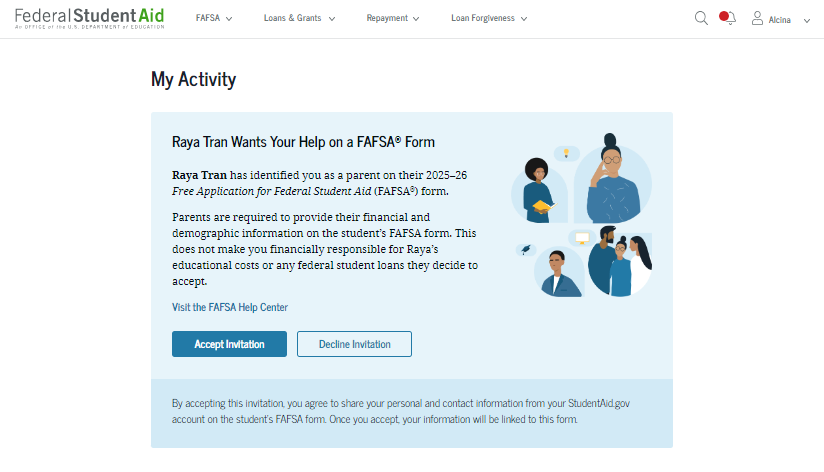 Federal Student Aid
An OFFICE of the U.S. DEPARTMENT of EDUCATION
FAFSA
Loans & Grants
Repayment
Loan Forgiveness
Alcina
My Activity
Raya Tran Wants Your Help on a FAFSA® Form
Raya Tran has identified you as a parent on their 2025–26
Free Application for Federal Student Aid (FAFSA®) form.
Parents are required to provide their financial and
demographic information on the student's FAFSA form. This
does not make you financially responsible for Raya's
educational costs or any federal student loans they decide to
accept.
Visit the FAFSA Help Center
Accept Invitation
Decline Invitation
By accepting this invitation, you agree to share your personal and contact information from your StudentAid.gov
account on the student's FAFSA form. Once you accept, your information will be linked to this form.